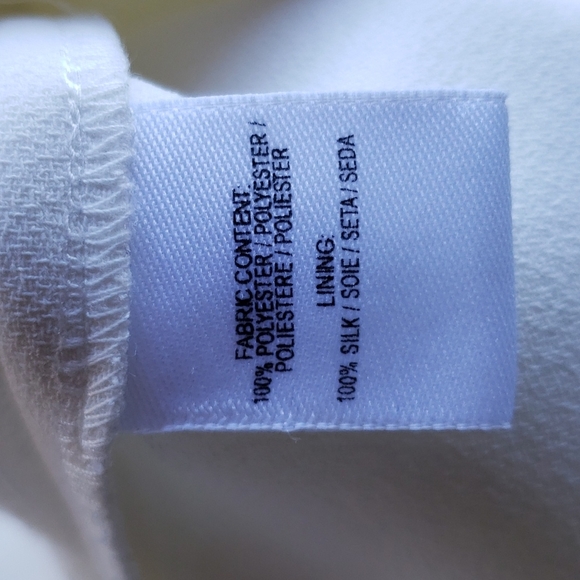 FABRIC CONTENT:
100% POLYESTER / POLYESTER /
POLIESTERE / POLIESTER
LINING:
100% SILK / SOIE / SETA / SEDA